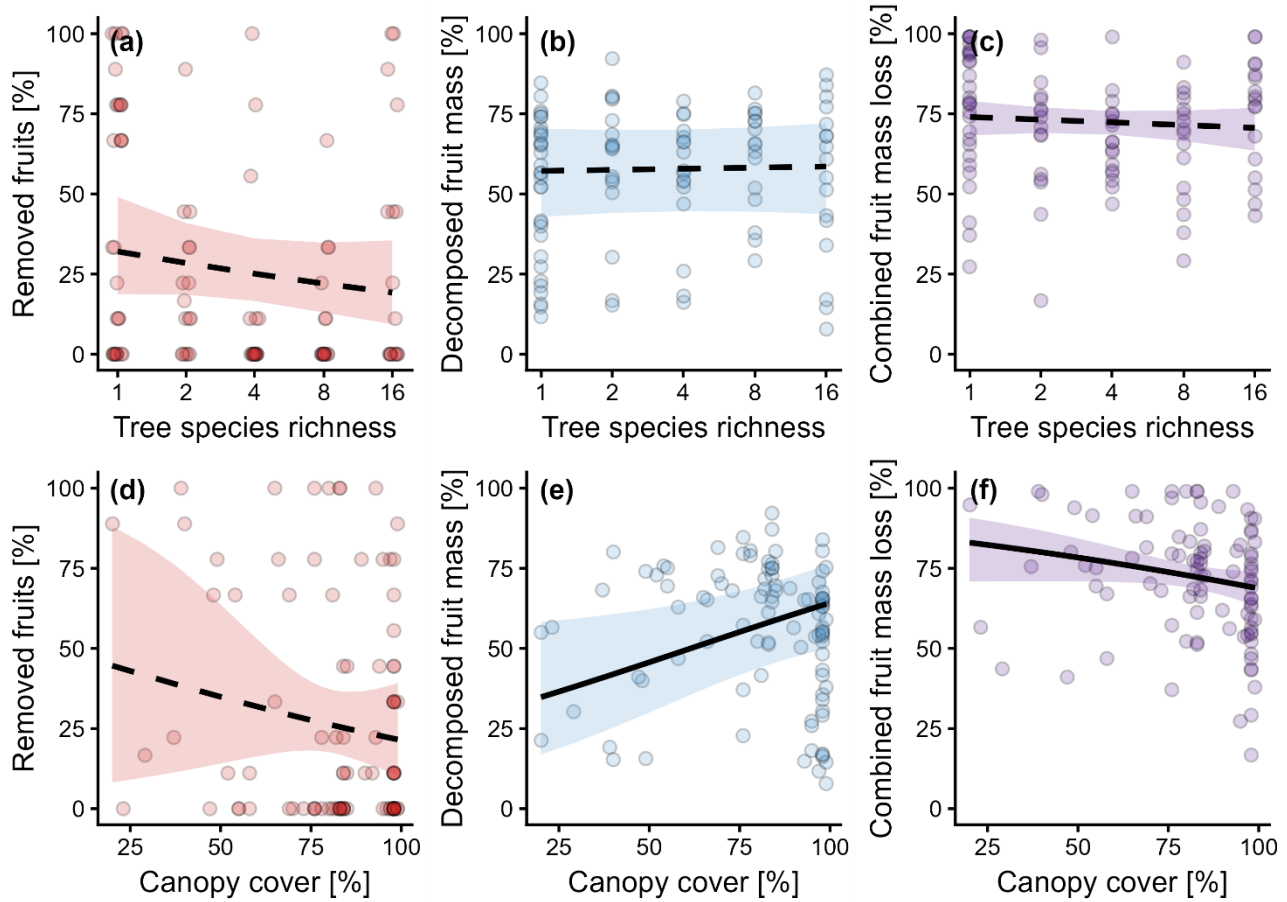 (a)
Removed fruits [%]
100
75
50
25
0
1 2 4 8 16
Tree species richness
(b)
Decomposed fruit mass [%]
100
75
50
25
0
1 2 4 8 16
Tree species richness
(c)
Combined fruit mass loss [%]
100
75
50
25
0
1 2 4 8 16
Tree species richness
(d)
Removed fruits [%]
100
75
50
25
0
25 50 75 100
Canopy cover [%]
(e)
Decomposed fruit mass [%]
100
75
50
25
0
25 50 75 100
Canopy cover [%]
(f)
Combined fruit mass loss [%]
100
75
50
25
0
25 50 75 100
Canopy cover [%]